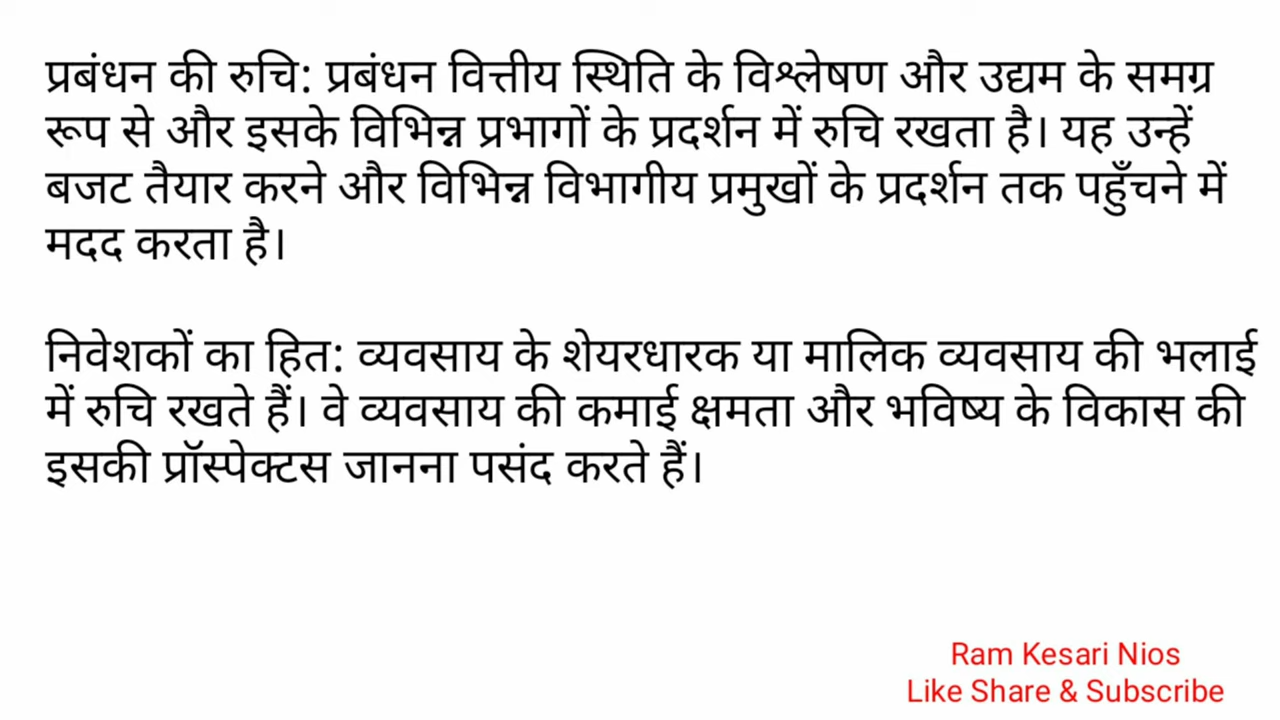 प्रबंधन की रुचि: प्रबंधन वित्तीय स्थिति के विश्लेषण और उद्यम के समग्र
रूप से और इसके विभिन्न प्रभागों के प्रदर्शन में रुचि रखता है। यह उन्हें
बजट तैयार करने और विभिन्न विभागीय प्रमुखों के प्रदर्शन तक पहुँचने में
मदद करता है।
निवेशकों का हित: व्यवसाय के शेयरधारक या मालिक व्यवसाय की भलाई
में रुचि रखते हैं। वे व्यवसाय की कमाई क्षमता और भविष्य के विकास की
इसकी प्रॉस्पेक्टस जानना पसंद करते हैं।
Ram Kesari Nios
Like Share & Subscribe